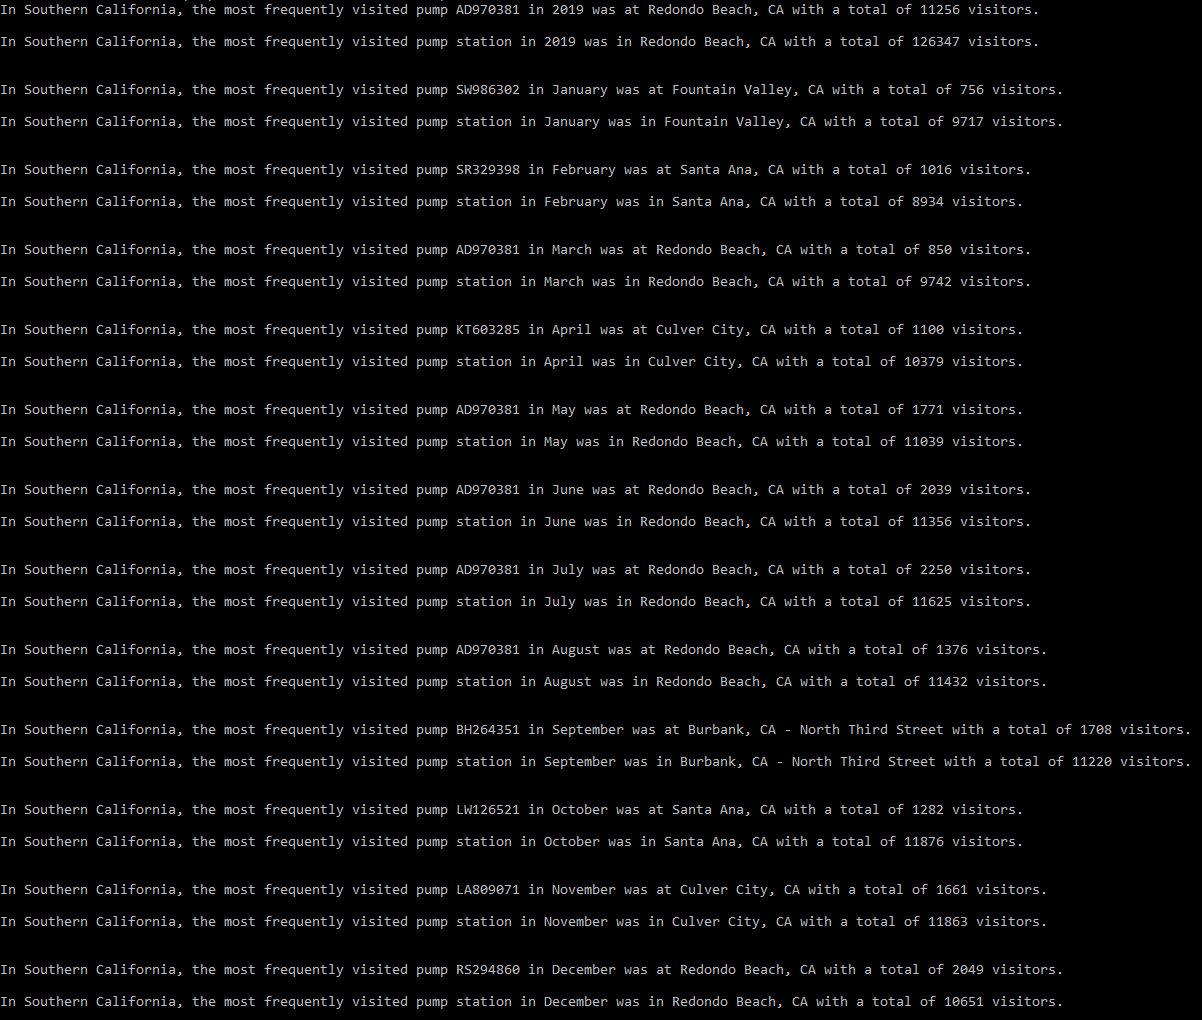 In Southern California, the most frequently visited pump AD970381 in 2019 was at Redondo Beach, CA with a total of 11256 visitors.
In Southern California, the most frequently visited pump station in 2019 was in Redondo Beach, CA with a total of 126347 visitors.
In Southern California, the most frequently visited pump SW986302 in January was at Fountain Valley, CA with a total of 756 visitors.
In Southern California, the most frequently visited pump station in January was in Fountain Valley, CA with a total of 9717 visitors.
In Southern California, the most frequently visited pump SR329398 in February was at Santa Ana, CA with a total of 1016 visitors.
In Southern California, the most frequently visited pump station in February was in Santa Ana, CA with a total of 8934 visitors.
In Southern California, the most frequently visited pump AD970381 in March was at Redondo Beach, CA with a total of 850 visitors.
In Southern California, the most frequently visited pump station in March was in Redondo Beach, CA with a total of 9742 visitors.
In Southern California, the most frequently visited pump KT603285 in April was at Culver City, CA with a total of 1100 visitors.
In Southern California, the most frequently visited pump station in April was in Culver City, CA with a total of 10379 visitors.
In Southern California, the most frequently visited pump AD970381 in May was at Redondo Beach, CA with a total of 1771 visitors.
In Southern California, the most frequently visited pump station in May was in Redondo Beach, CA with a total of 11039 visitors.
In Southern California, the most frequently visited pump AD970381 in June was at Redondo Beach, CA with a total of 2039 visitors.
In Southern California, the most frequently visited pump station in June was in Redondo Beach, CA with a total of 11356 visitors.
In Southern California, the most frequently visited pump AD970381 in July was at Redondo Beach, CA with a total of 2250 visitors.
In Southern California, the most frequently visited pump station in July was in Redondo Beach, CA with a total of 11625 visitors.
In Southern California, the most frequently visited pump AD970381 in August was at Redondo Beach, CA with a total of 1376 visitors.
In Southern California, the most frequently visited pump station in August was in Redondo Beach, CA with a total of 11432 visitors.
In Southern California, the most frequently visited pump BH264351 in September was at Burbank, CA - North Third Street with a total of 1708 visitors.
In Southern California, the most frequently visited pump station in September was in Burbank, CA - North Third Street with a total of 11220 visitors.
In Southern California, the most frequently visited pump LW126521 in October was at Santa Ana, CA with a total of 1282 visitors.
In Southern California, the most frequently visited pump station in October was in Santa Ana, CA with a total of 11876 visitors.
In Southern California, the most frequently visited pump LA809071 in November was at Culver City, CA with a total of 1661 visitors.
In Southern California, the most frequently visited pump station in November was in Culver City, CA with a total of 11863 visitors.
In Southern California, the most frequently visited pump RS294860 in December was at Redondo Beach, CA with a total of 2049 visitors.
In Southern California, the most frequently visited pump station in December was in Redondo Beach, CA with a total of 10651 visitors.